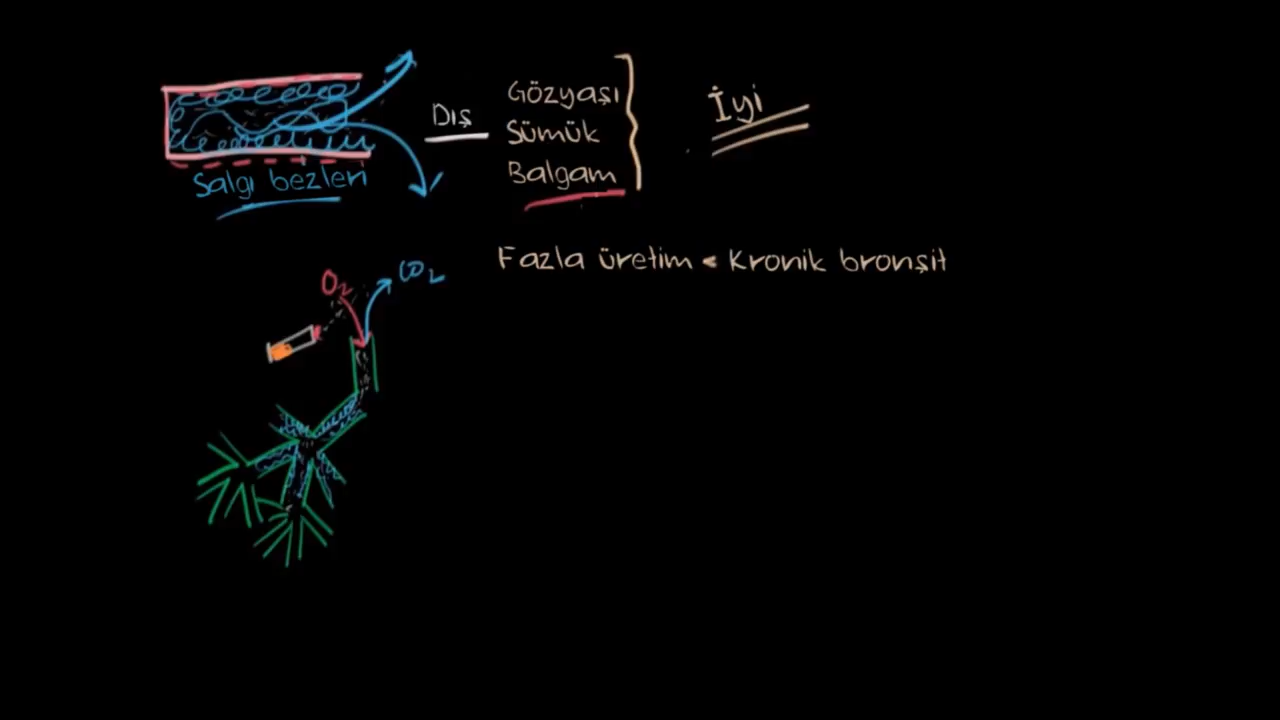 Gözyaşı
İyi
Dış
Sümük
Balgam
Salgı bezleri
Fazla üretim < Kronik bronşit
O₂
CO₂